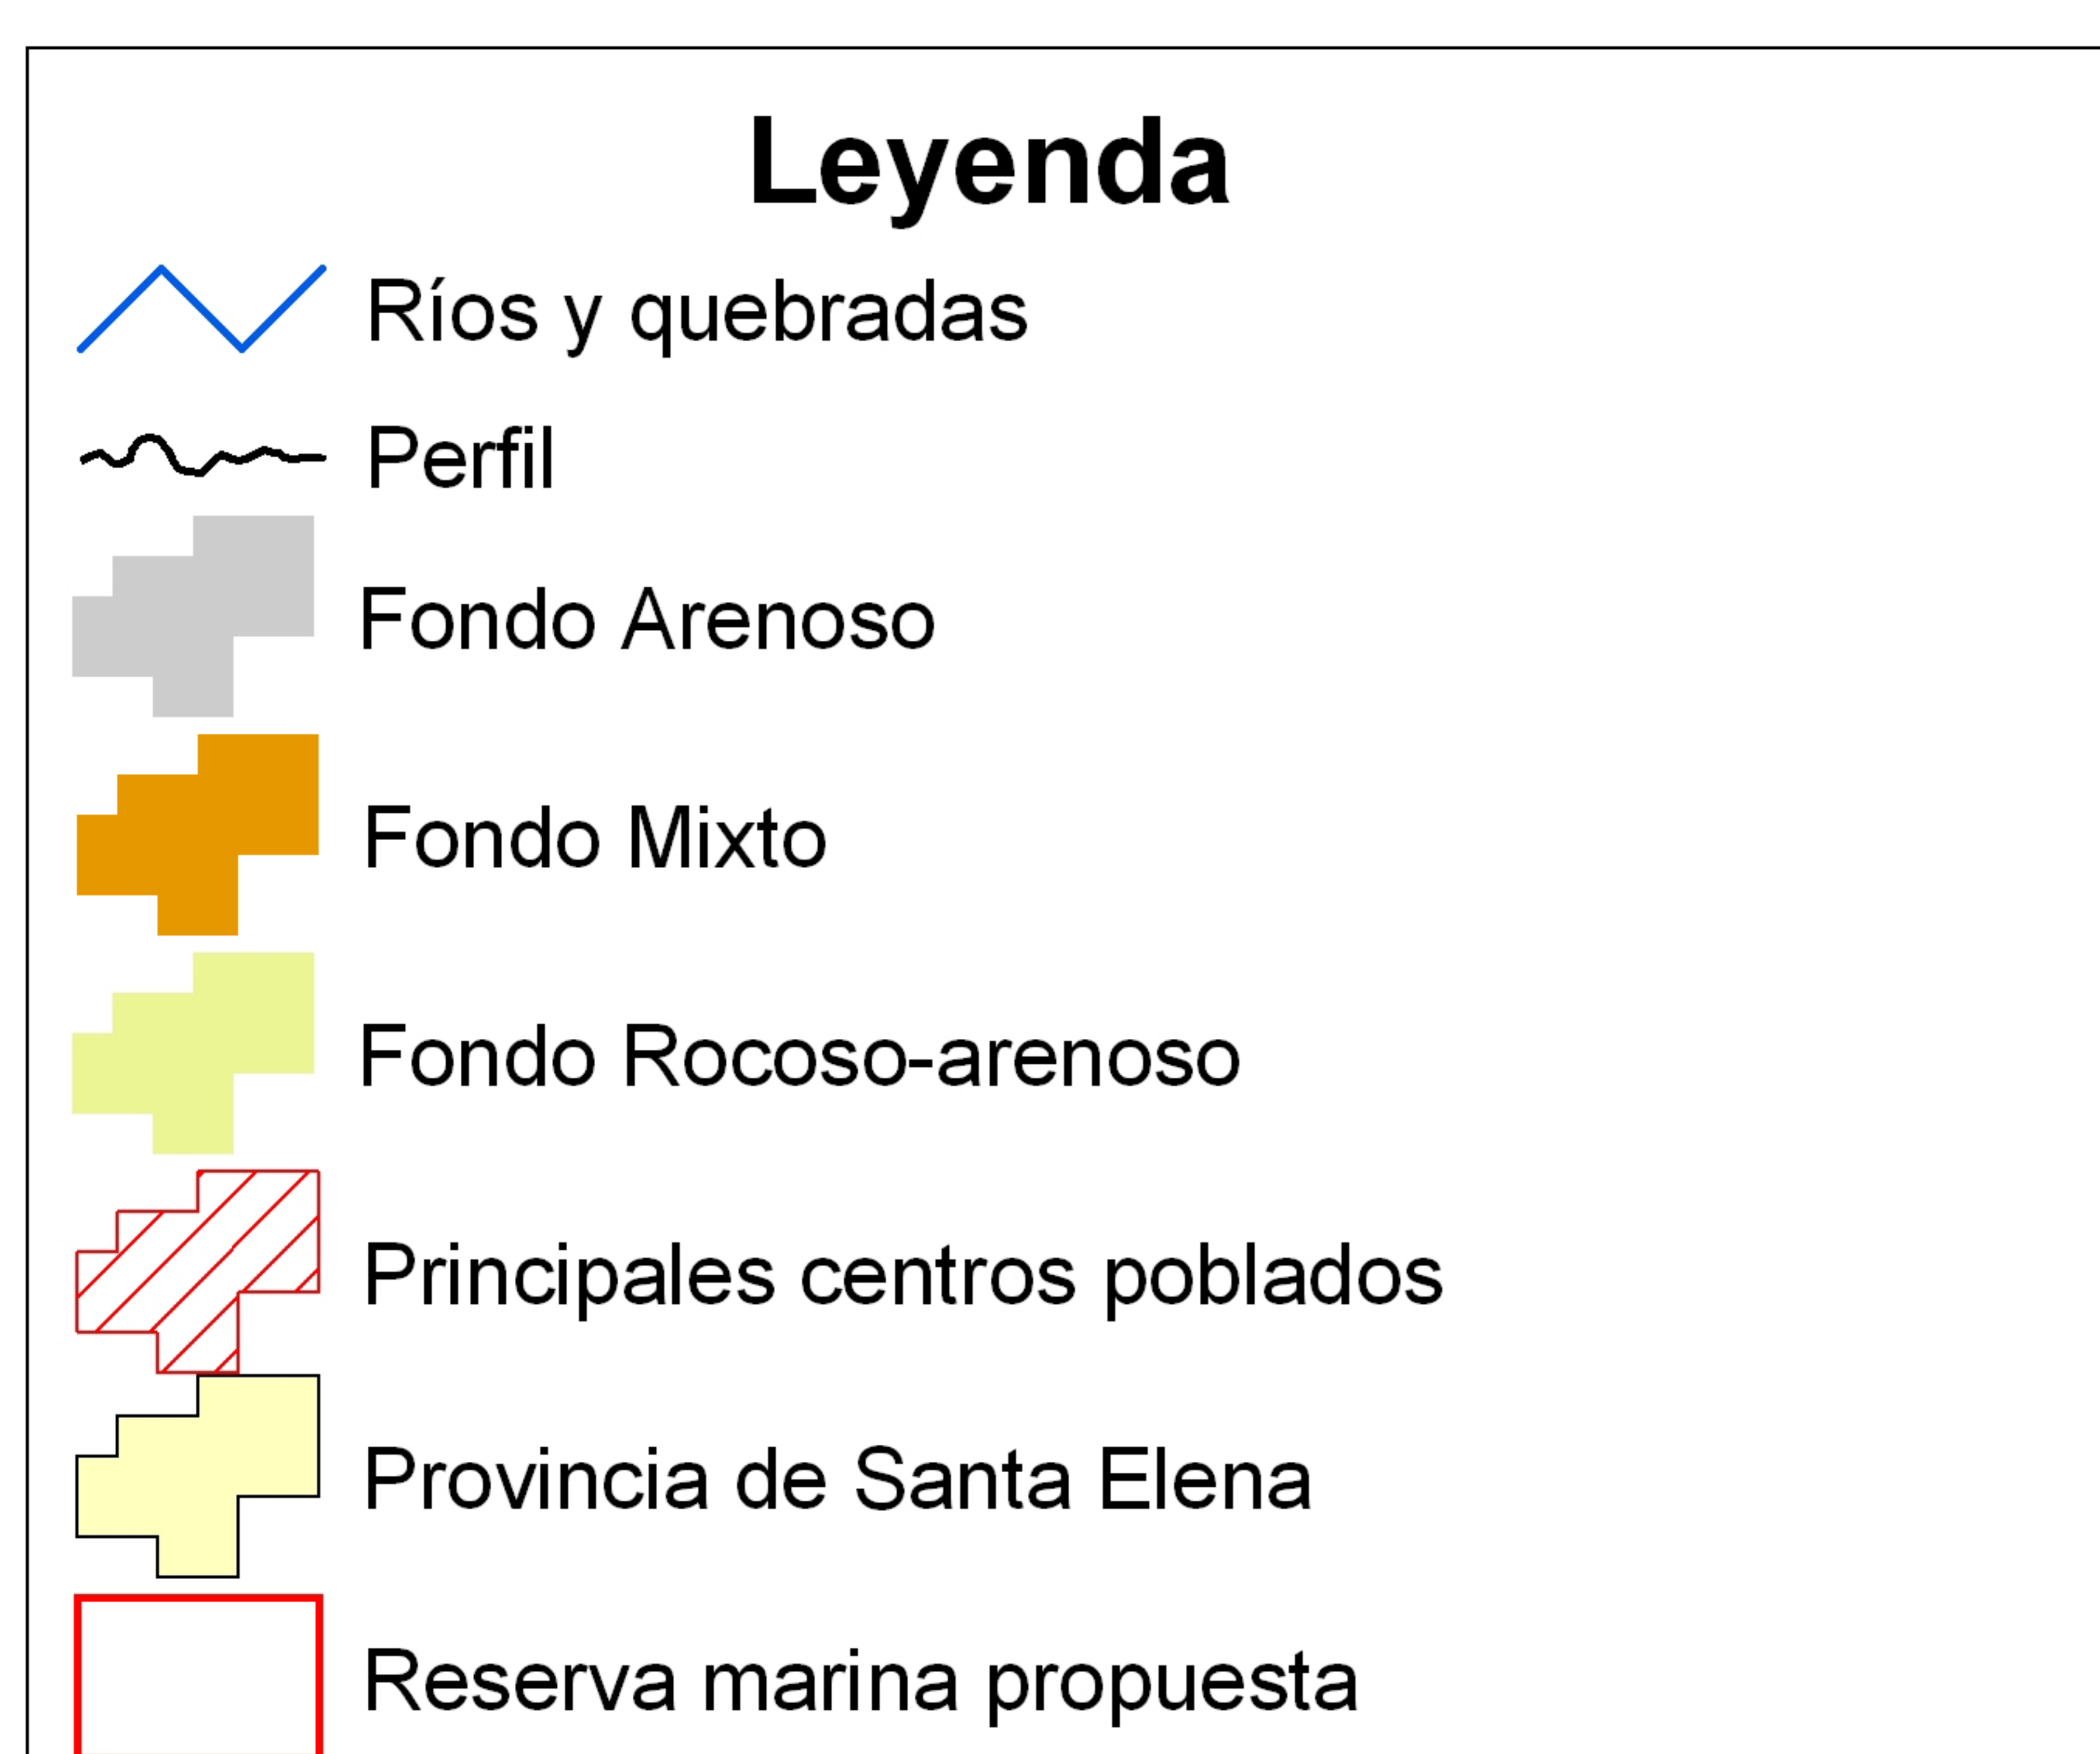 Leyenda
Ríos y quebradas
Perfil
Fondo Arenoso
Fondo Mixto
Fondo Rocoso-arenoso
Principales centros poblados
Provincia de Santa Elena
Reserva marina propuesta